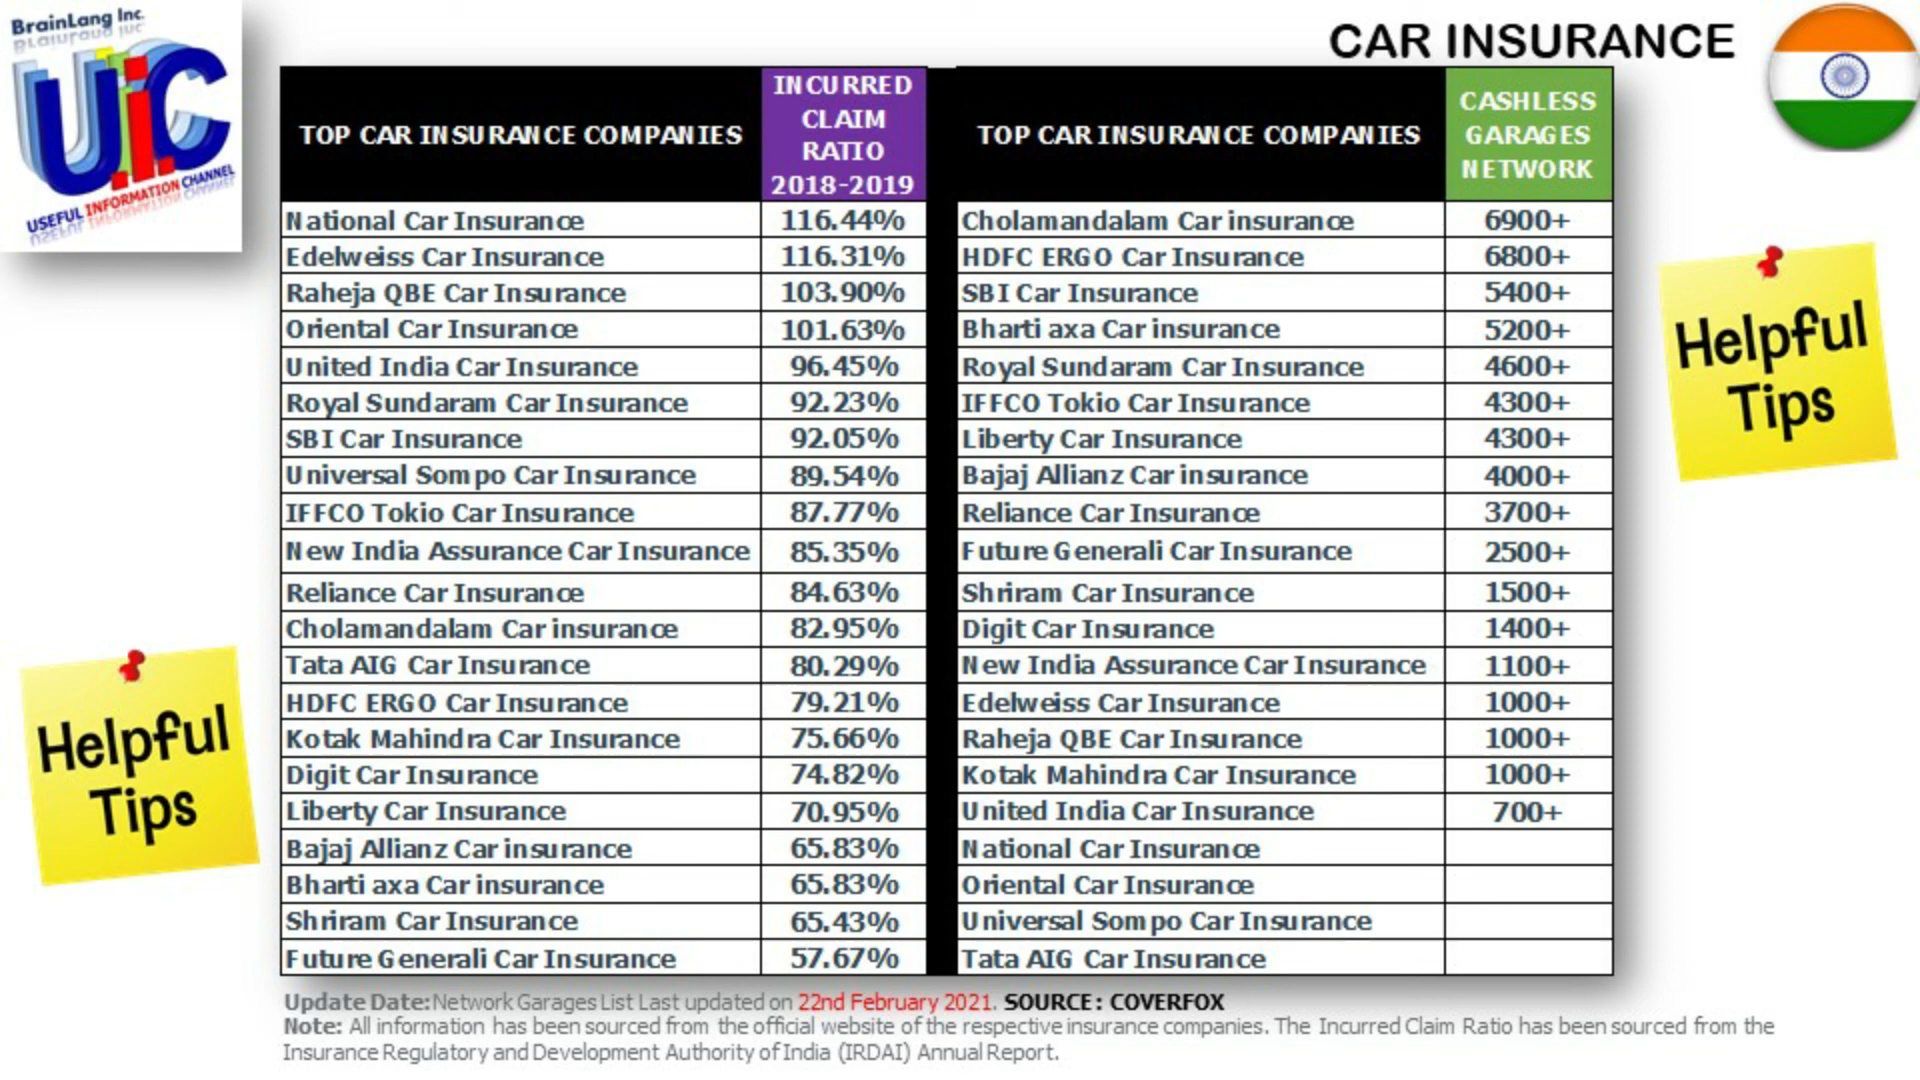 BrainLang Inc.
U.i.C
USEFUL INFORMATION CHANNEL
CAR INSURANCE
TOP CAR INSURANCE COMPANIES
INCURRED
CLAIM
RATIO
2018-2019
TOP CAR INSURANCE COMPANIES
CASHLESS
GARAGES
NETWORK
National Car Insurance 116.44% Cholamandalam Car insurance 6900+
Edelweiss Car Insurance 116.31% HDFC ERGO Car Insurance 6800+
Raheja QBE Car Insurance 103.90% SBI Car Insurance 5400+
Oriental Car Insurance 101.63% Bharti axa Car insurance 5200+
United India Car Insurance 96.45% Royal Sundaram Car Insurance 4600+
Royal Sundaram Car Insurance 92.23% IFFCO Tokio Car Insurance 4300+
SBI Car Insurance 92.05% Liberty Car Insurance 4300+
Universal Sompo Car Insurance 89.54% Bajaj Allianz Car insurance 4000+
IFFCO Tokio Car Insurance 87.77% Reliance Car Insurance 3700+
New India Assurance Car Insurance 85.35% Future Generali Car Insurance 2500+
Reliance Car Insurance 84.63% Shriram Car Insurance 1500+
Cholamandalam Car insurance 82.95% Digit Car Insurance 1400+
Tata AIG Car Insurance 80.29% New India Assurance Car Insurance 1100+
HDFC ERGO Car Insurance 79.21% Edelweiss Car Insurance 1000+
Kotak Mahindra Car Insurance 75.66% Raheja QBE Car Insurance 1000+
Digit Car Insurance 74.82% Kotak Mahindra Car Insurance 1000+
Liberty Car Insurance 70.95% United India Car Insurance 700+
Bajaj Allianz Car insurance 65.83% National Car Insurance
Bharti axa Car insurance 65.83% Oriental Car Insurance
Shriram Car Insurance 65.43% Universal Sompo Car Insurance
Future Generali Car Insurance 57.67% Tata AIG Car Insurance
Helpful
Tips
Helpful
Tips
Update Date: Network Garages List Last updated on 22nd February 2021. SOURCE: COVERFOX
Note: All information has been sourced from the official website of the respective insurance companies. The Incurred Claim Ratio has been sourced from the
Insurance Regulatory and Development Authority of India (IRDAI) Annual Report.